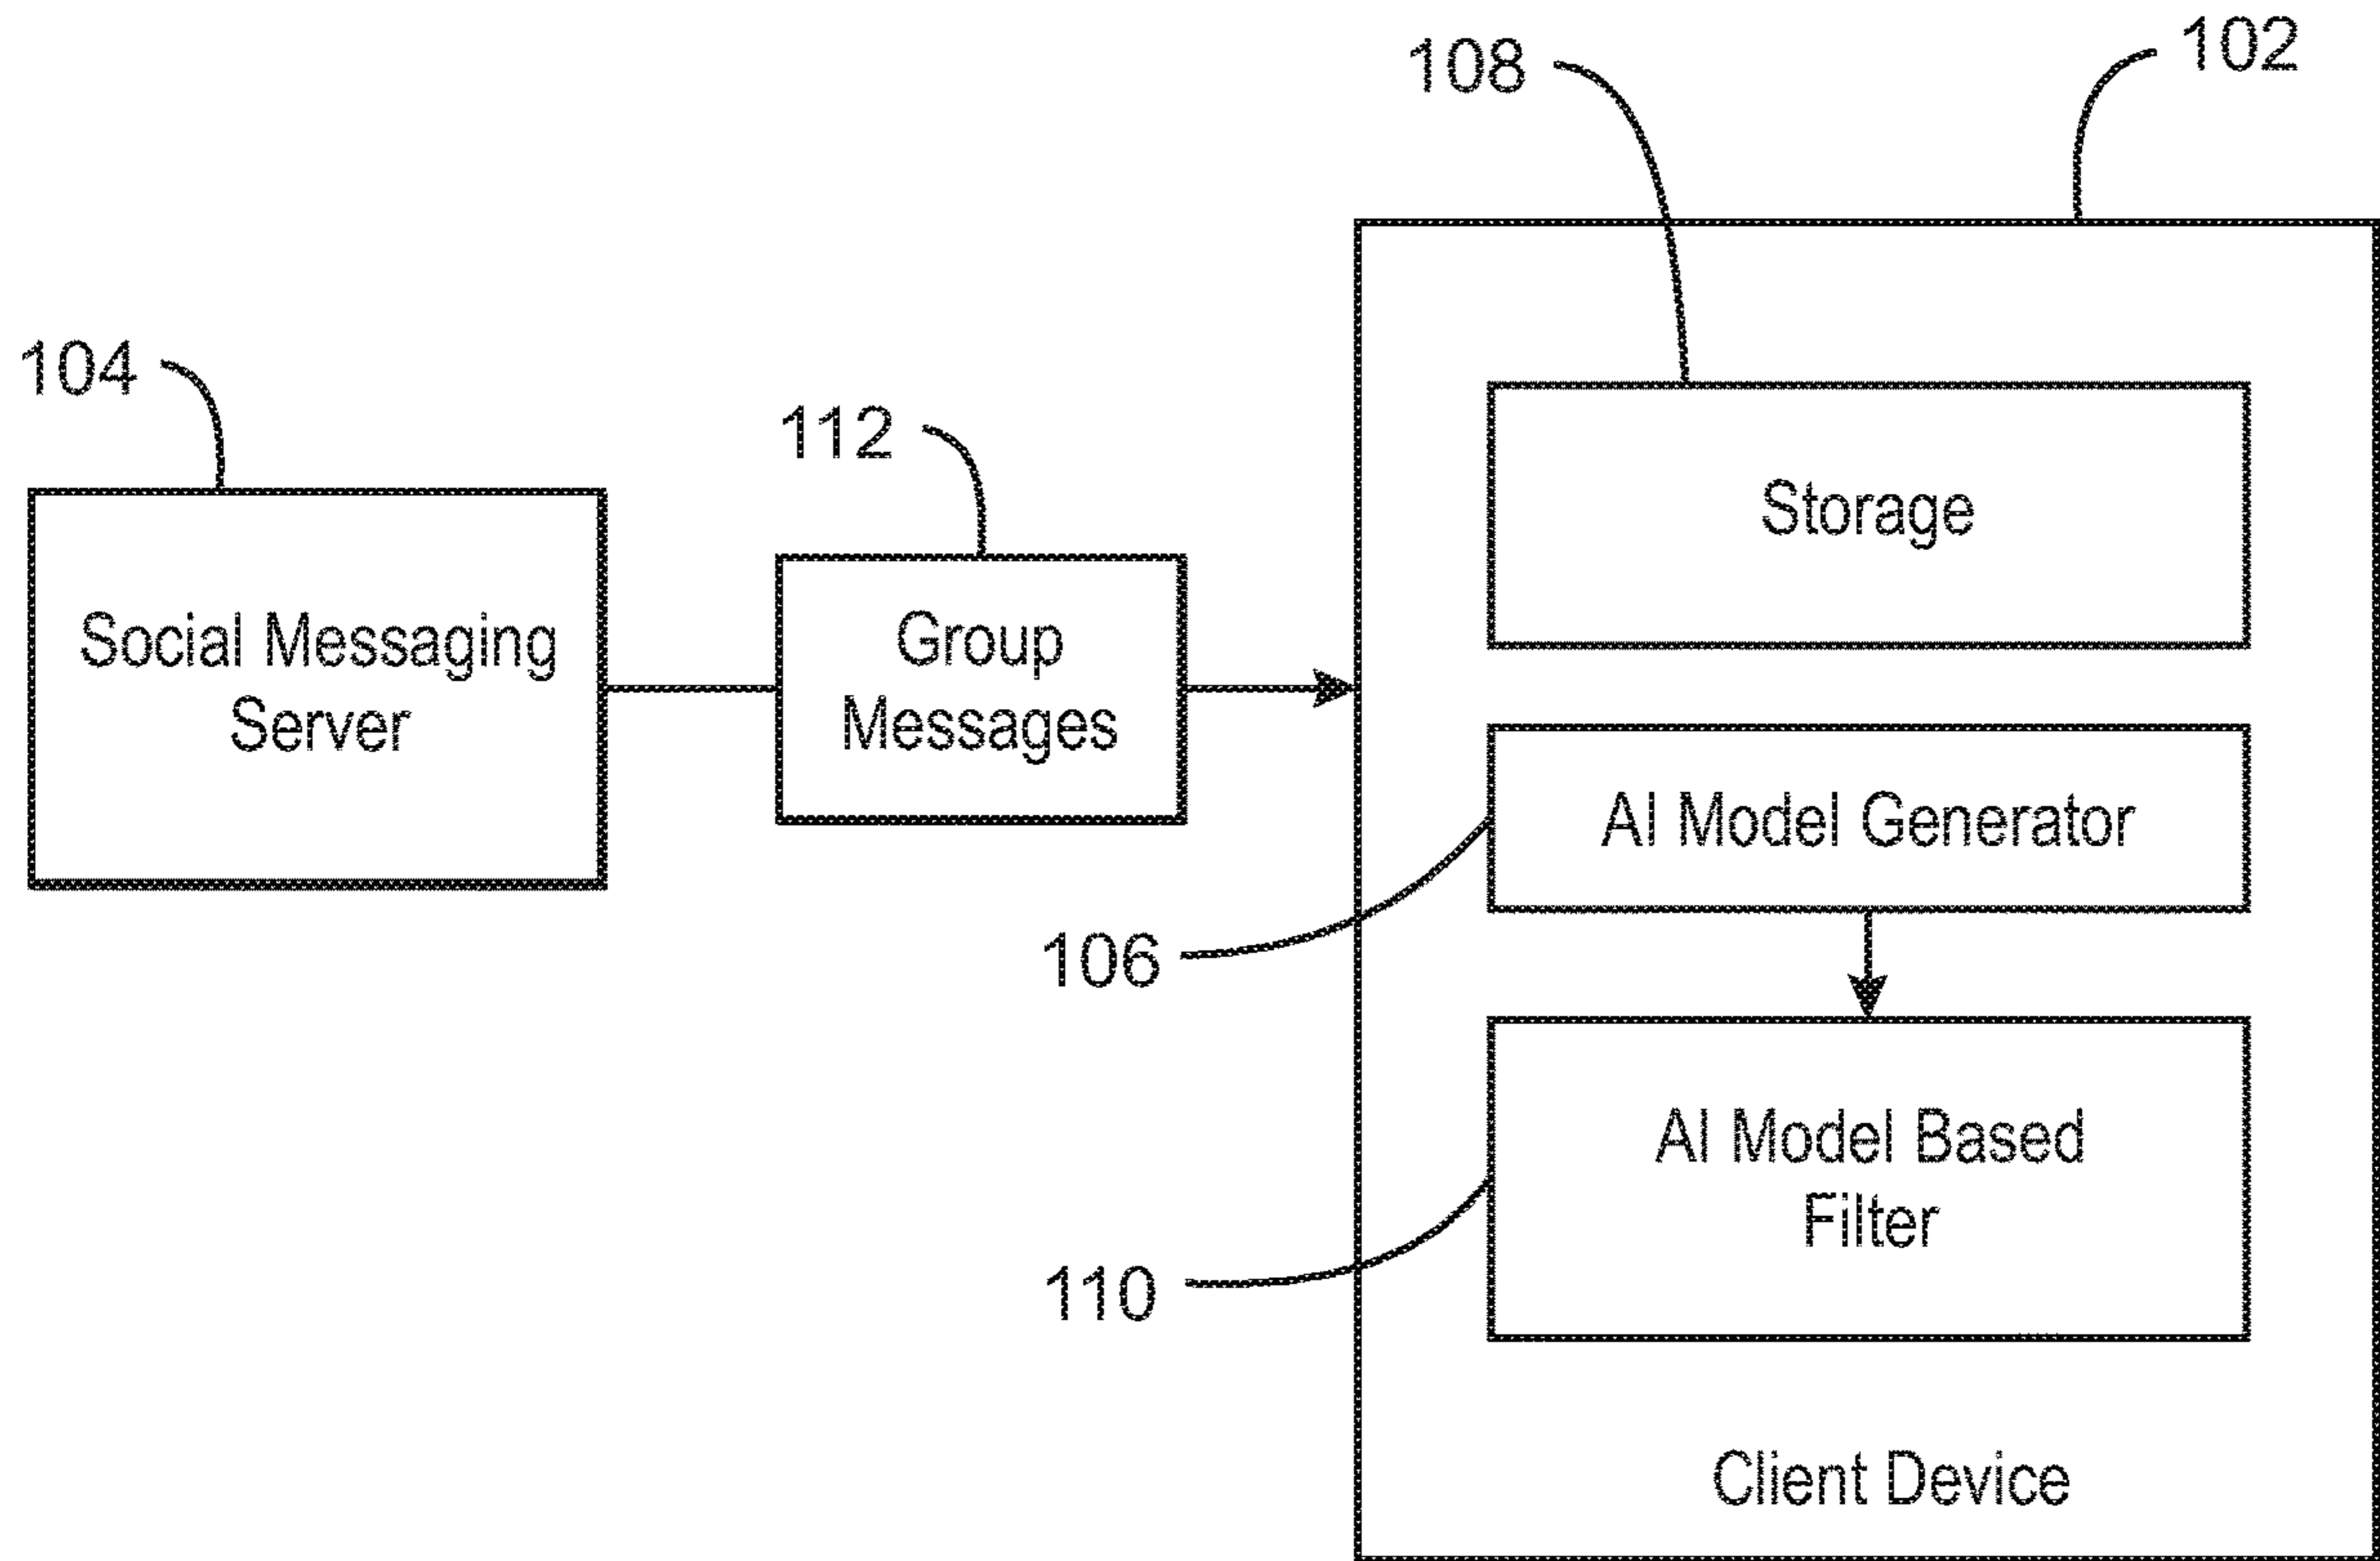 102
108
104
112
Storage
Social Messaging
Server
Group
Messages
AI Model Generator
106
AI Model Based
Filter
110
Client Device